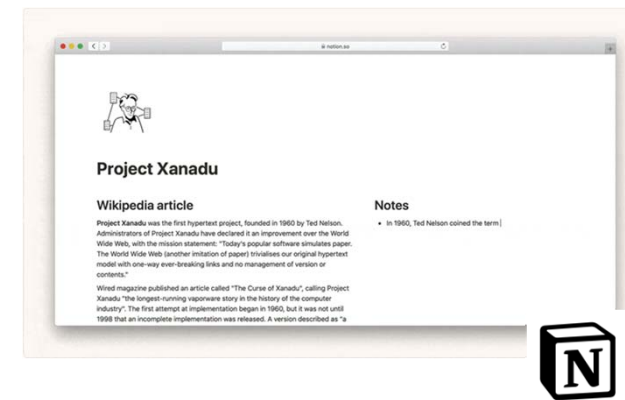 notion.so
Project Xanadu
Wikipedia article
Project Xanadu was the first hypertext project, founded in 1960 by Ted Nelson.
Administrators of Project Xanadu have declared it an improvement over the World
Wide Web, with the mission statement: "Today's popular software simulates paper.
The World Wide Web (another imitation of paper) trivialises our original hypertext
model with one-way ever-breaking links and no management of version or
contents."
Wired magazine published an article called "The Curse of Xanadu", calling Project
Xanadu "the longest-running vaporware story in the history of the computer
industry". The first attempt at implementation began in 1960, but it was not until
1998 that an incomplete implementation was released. A version described as "a
Notes
• In 1960, Ted Nelson coined the term
N